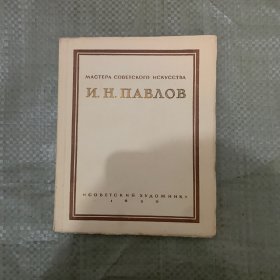 МАСТЕРА СОВЕТСКОГО ИСКУССТВА
И. Н. ПАВЛОВ
«СОВЕТСКИЙ ХУДОЖНИК»